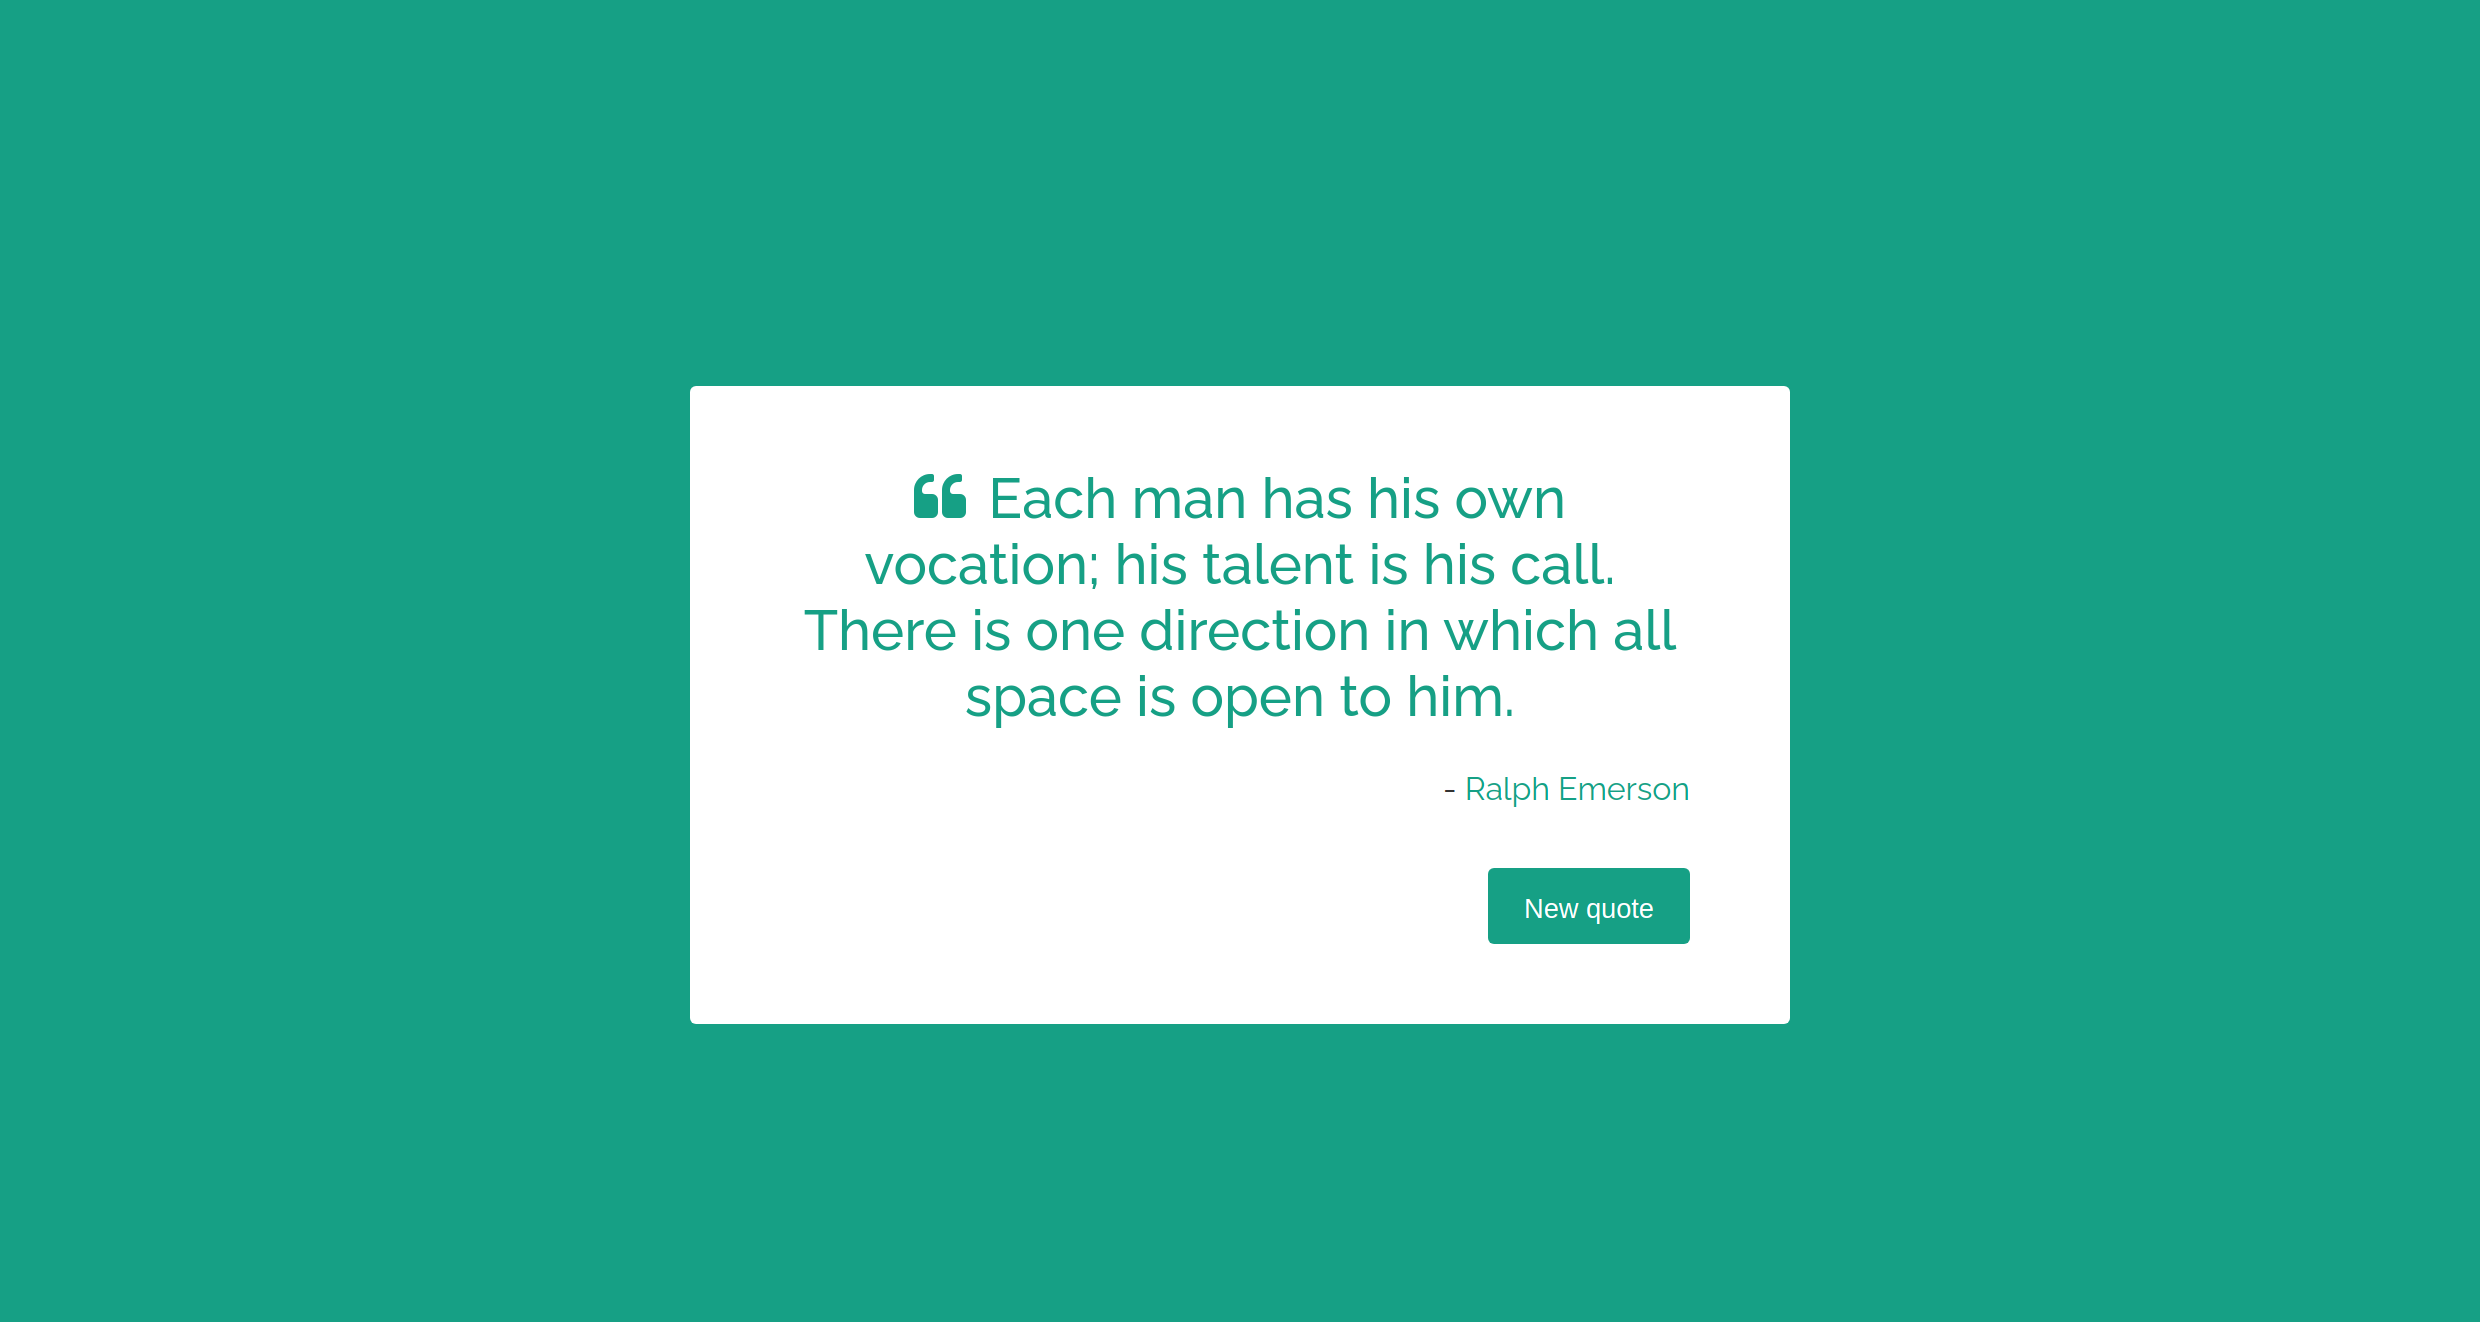 “ Each man has his own
vocation; his talent is his call.
There is one direction in which all
space is open to him.
- Ralph Emerson
New quote